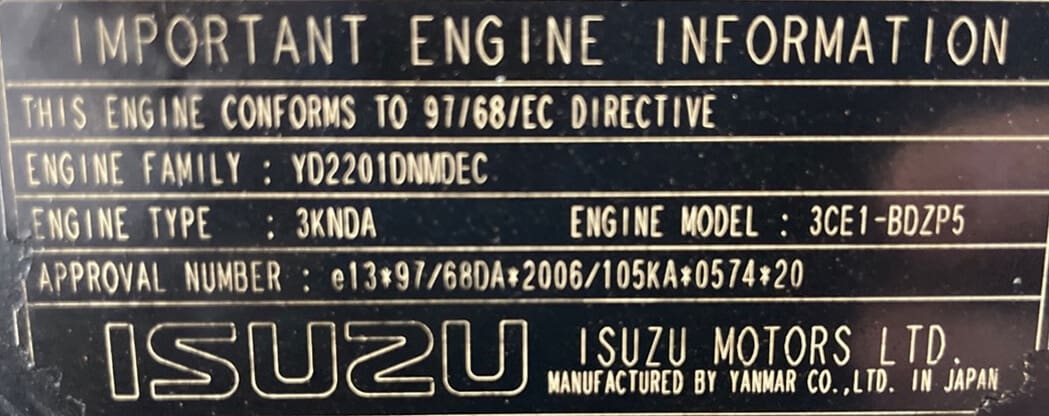 IMPORTANT ENGINE INFORMATION
THIS ENGINE CONFORMS TO 97/68/EC DIRECTIVE
ENGINE FAMILY : YD2201DNMDEC
ENGINE TYPE : 3KNDA ENGINE MODEL : 3CE1-BDZP5
APPROVAL NUMBER : e13*97/68DA*2006/105KA*0574*20
ISUZU ISUZU MOTORS LTD.
MANUFACTURED BY YANMAR CO.,LTD. IN JAPAN